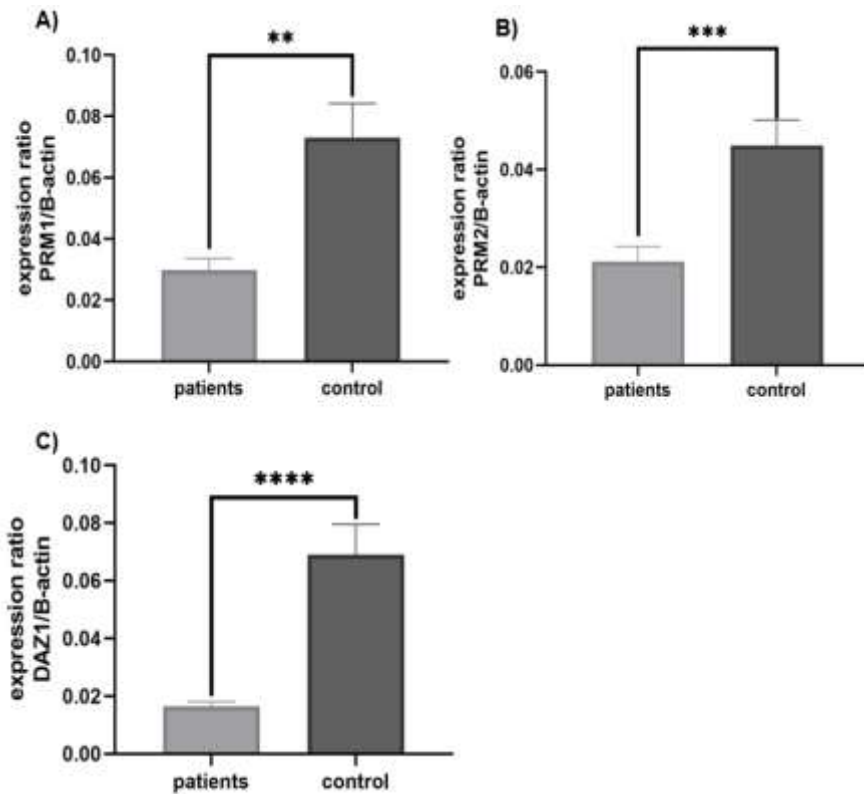 A)
**
expression ratio
PRM1/B-actin
0.10
0.08
0.06
0.04
0.02
0.00
patients control
B)
***
expression ratio
PRM2/B-actin
0.06
0.04
0.02
0.00
patients control
C)
****
expression ratio
DAZ1/B-actin
0.10
0.08
0.06
0.04
0.02
0.00
patients control